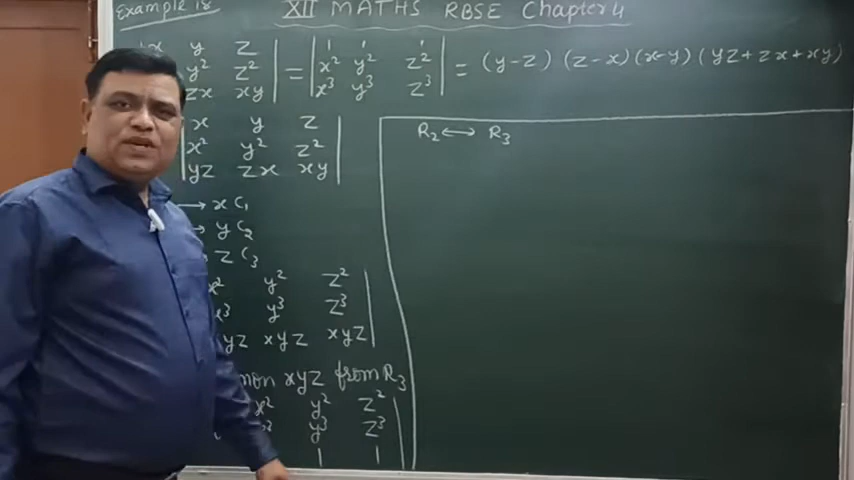 Example 18
XII MATHS RBSE Chapter 4
x y z | 1 1 1
y² z² | = | x² y² z² | = (y-z) (z-x) (x-y) (yz+zx+xy)
zx xy | x³ y³ z³
x y z
x² y² z²
yz zx xy
→ x C₁
→ y C₂
z C₃
x² y² z²
y³ z³
yz xyz xyz
xyz from R₃
x² y² z²
y³ z³
1 1
R₂ ↔ R₃